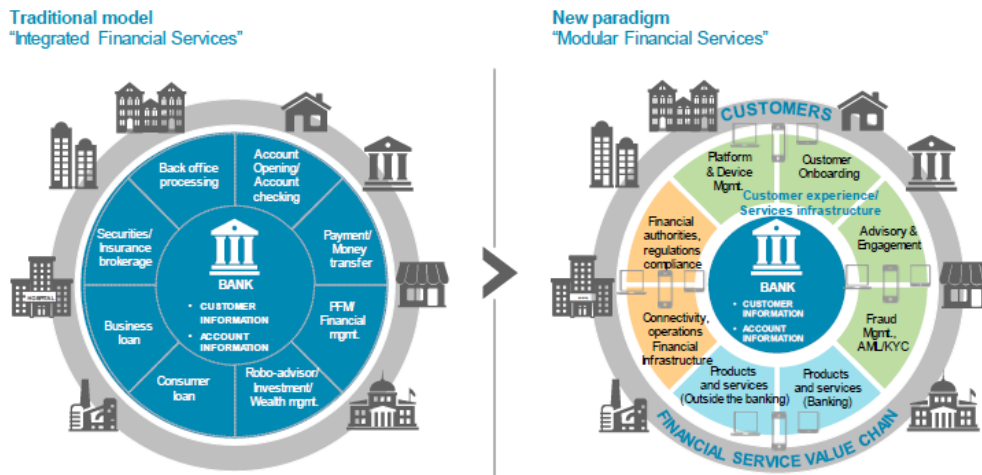 Traditional model
“Integrated Financial Services”
Back office
processing
Account
Opening/
Account
checking
Securities/
Insurance
brokerage
Payment/
Money
transfer
BANK
• CUSTOMER
INFORMATION
• ACCOUNT
INFORMATION
HOSPITAL
Business
loan
PFM/
Financial
mgmt.
Consumer
loan
Robo-advisor/
Investment/
Wealth mgmt.
New paradigm
“Modular Financial Services”
CUSTOMERS
Platform
& Device
Mgmt.
Customer
Onboarding
Customer experience/
Services infrastructure
Financial
authorities,
regulations
compliance
Advisory &
Engagement
BANK
• CUSTOMER
INFORMATION
• ACCOUNT
INFORMATION
Connectivity,
operations
Financial
Infrastructure
Fraud
Mgmt.,
AML/KYC
Products
and services
(Outside the banking)
Products
and services
(Banking)
FINANCIAL SERVICE VALUE CHAIN